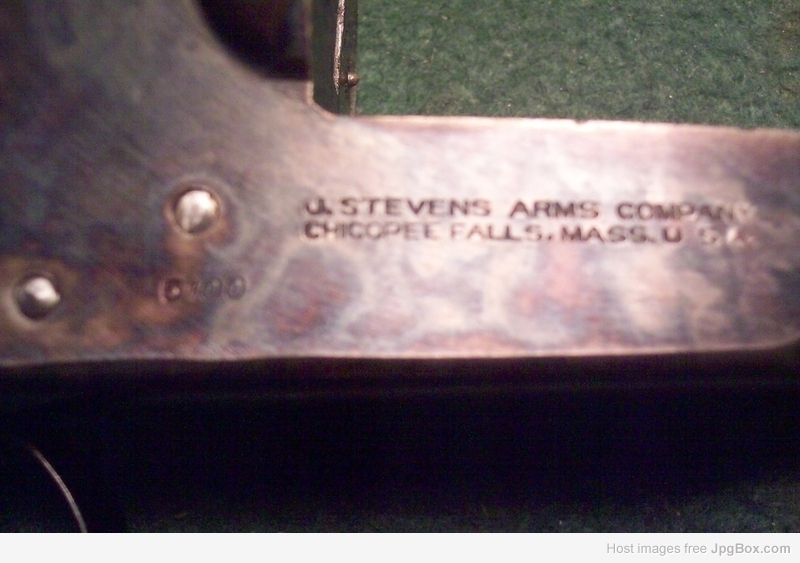 J. STEVENS ARMS COMPANY
CHICOPEE FALLS, MASS. U.S.A.
Host images free JpgBox.com